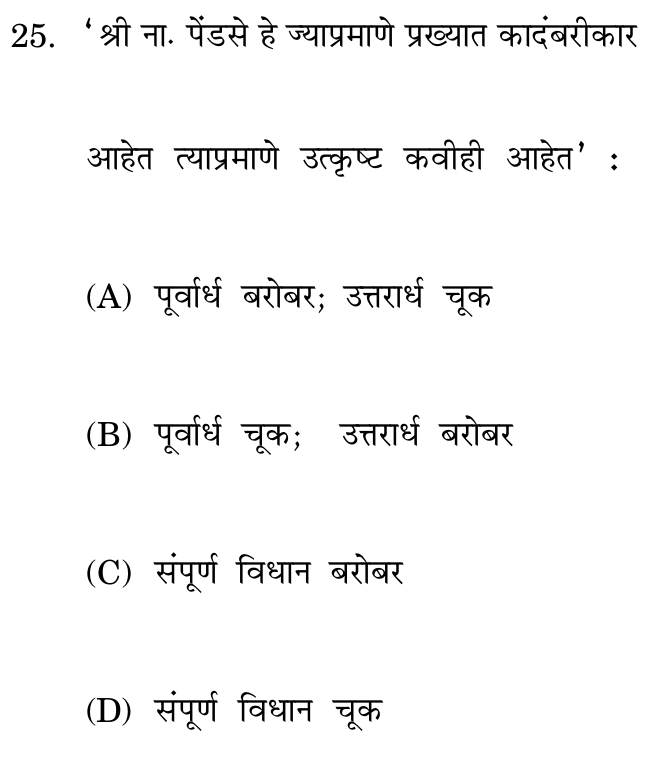 25. ‘श्री ना. पेंडसे हे ज्याप्रमाणे प्रख्यात कादंबरीकार
आहेत त्याप्रमाणे उत्कृष्ट कवीही आहेत’ :
(A) पूर्वार्ध बरोबर; उत्तरार्ध चूक
(B) पूर्वार्ध चूक; उत्तरार्ध बरोबर
(C) संपूर्ण विधान बरोबर
(D) संपूर्ण विधान चूक